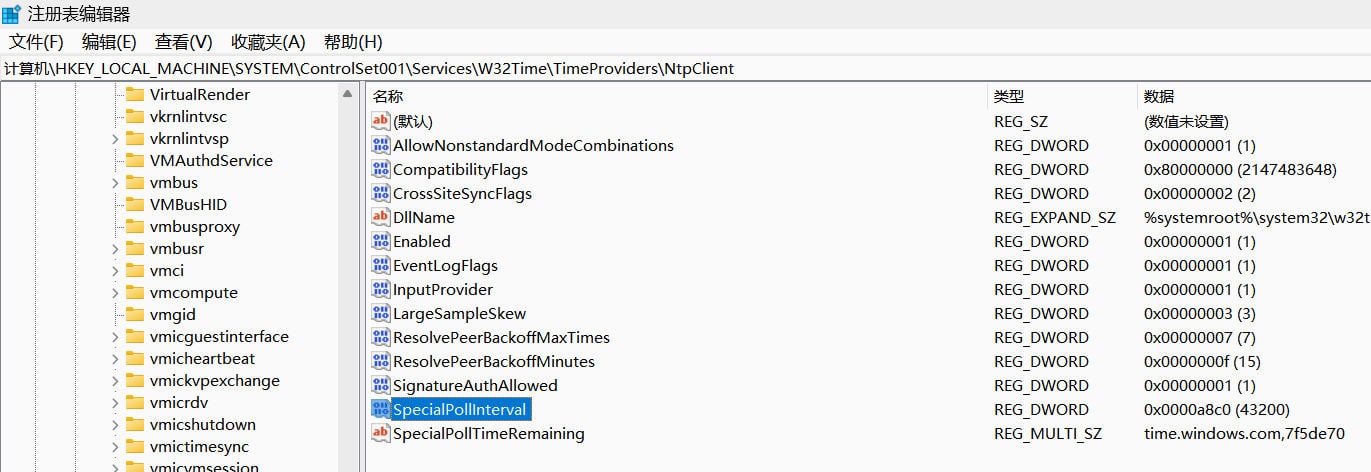 注册表编辑器
文件(F) 编辑(E) 查看(V) 收藏夹(A) 帮助(H)
计算机\HKEY_LOCAL_MACHINE\SYSTEM\ControlSet001\Services\W32Time\TimeProviders\NtpClient
VirtualRender
vkrnlintvsc
vkrnlintvsp
VMAuthdService
vmbus
VMBusHID
vmbusproxy
vmbusr
vmci
vmcompute
vmgid
vmicguestinterface
vmicheartbeat
vmickvpexchange
vmicrdv
vmicshutdown
vmictimesync
vmicvmsession
名称 类型 数据
(默认) REG_SZ (数值未设置)
AllowNonstandardModeCombinations REG_DWORD 0x00000001 (1)
CompatibilityFlags REG_DWORD 0x80000000 (2147483648)
CrossSiteSyncFlags REG_DWORD 0x00000002 (2)
DllName REG_EXPAND_SZ %systemroot%\system32\w32t
Enabled REG_DWORD 0x00000001 (1)
EventLogFlags REG_DWORD 0x00000001 (1)
InputProvider REG_DWORD 0x00000001 (1)
LargeSampleSkew REG_DWORD 0x00000003 (3)
ResolvePeerBackoffMaxTimes REG_DWORD 0x00000007 (7)
ResolvePeerBackoffMinutes REG_DWORD 0x0000000f (15)
SignatureAuthAllowed REG_DWORD 0x00000001 (1)
SpecialPollInterval REG_DWORD 0x0000a8c0 (43200)
SpecialPollTimeRemaining REG_MULTI_SZ time.windows.com,7f5de70